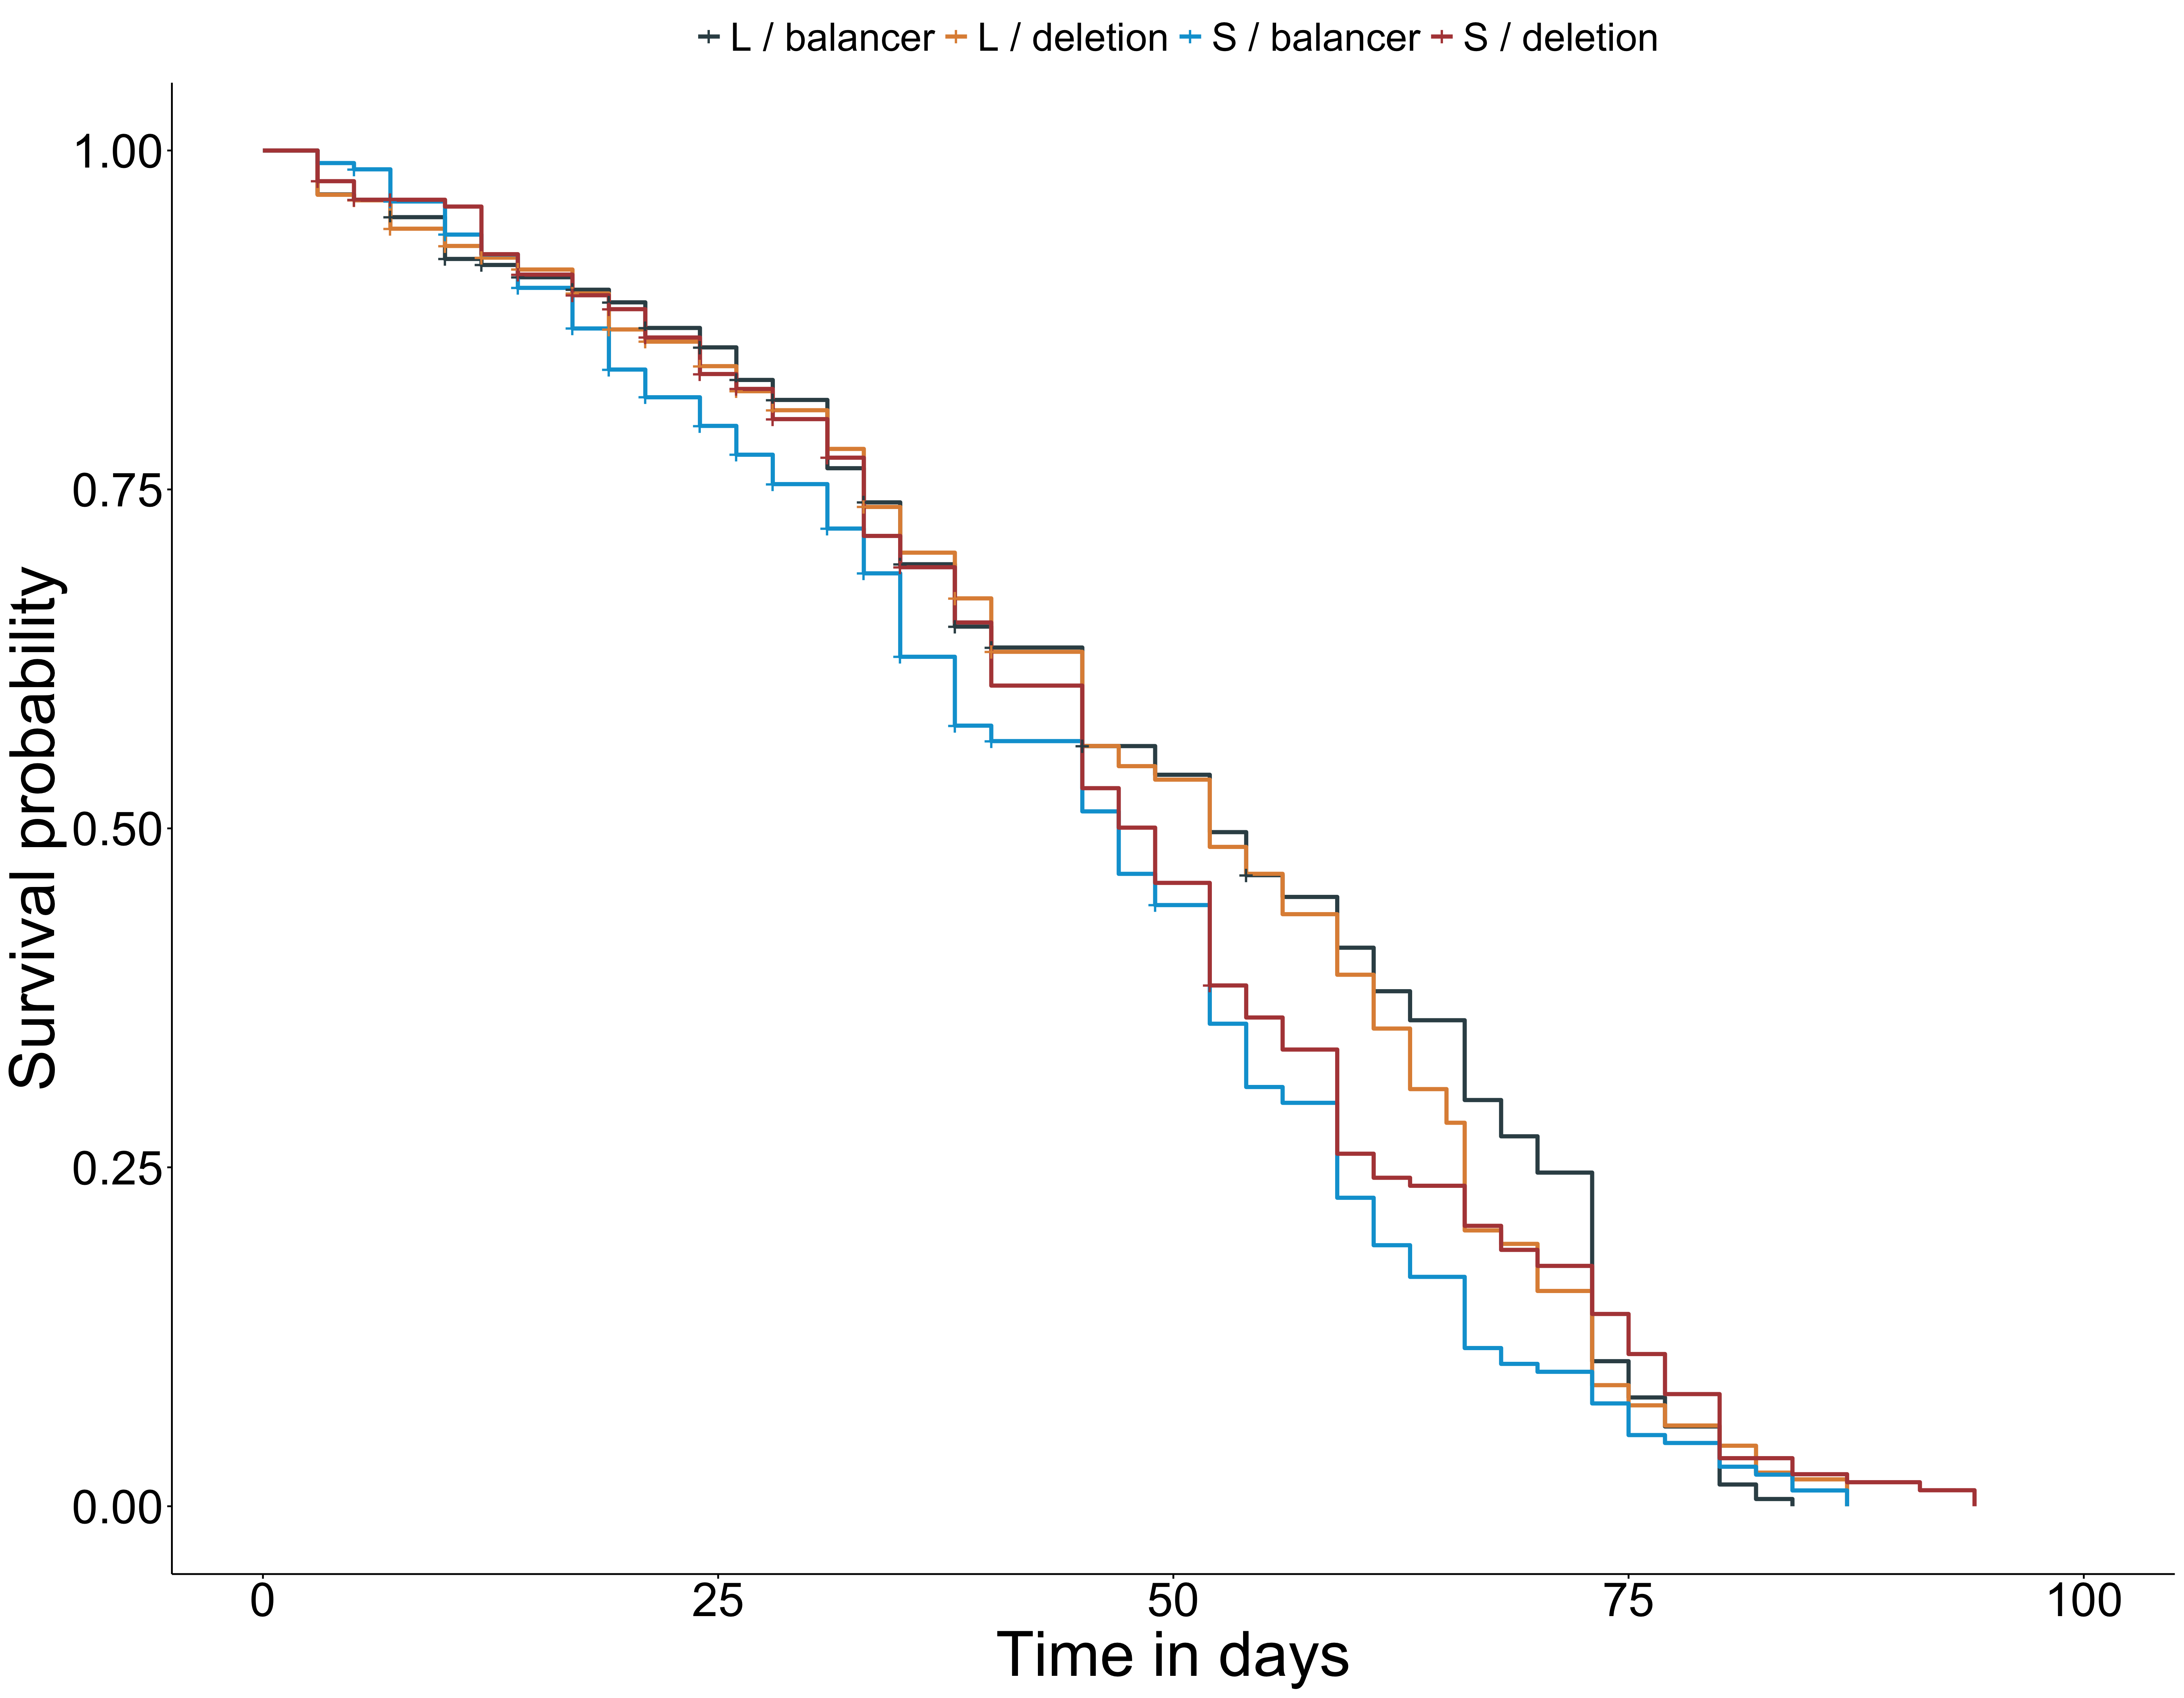 L / balancer L / deletion S / balancer S / deletion
Survival probability
1.00
0.75
0.50
0.25
0.00
0 25 50 75 100
Time in days